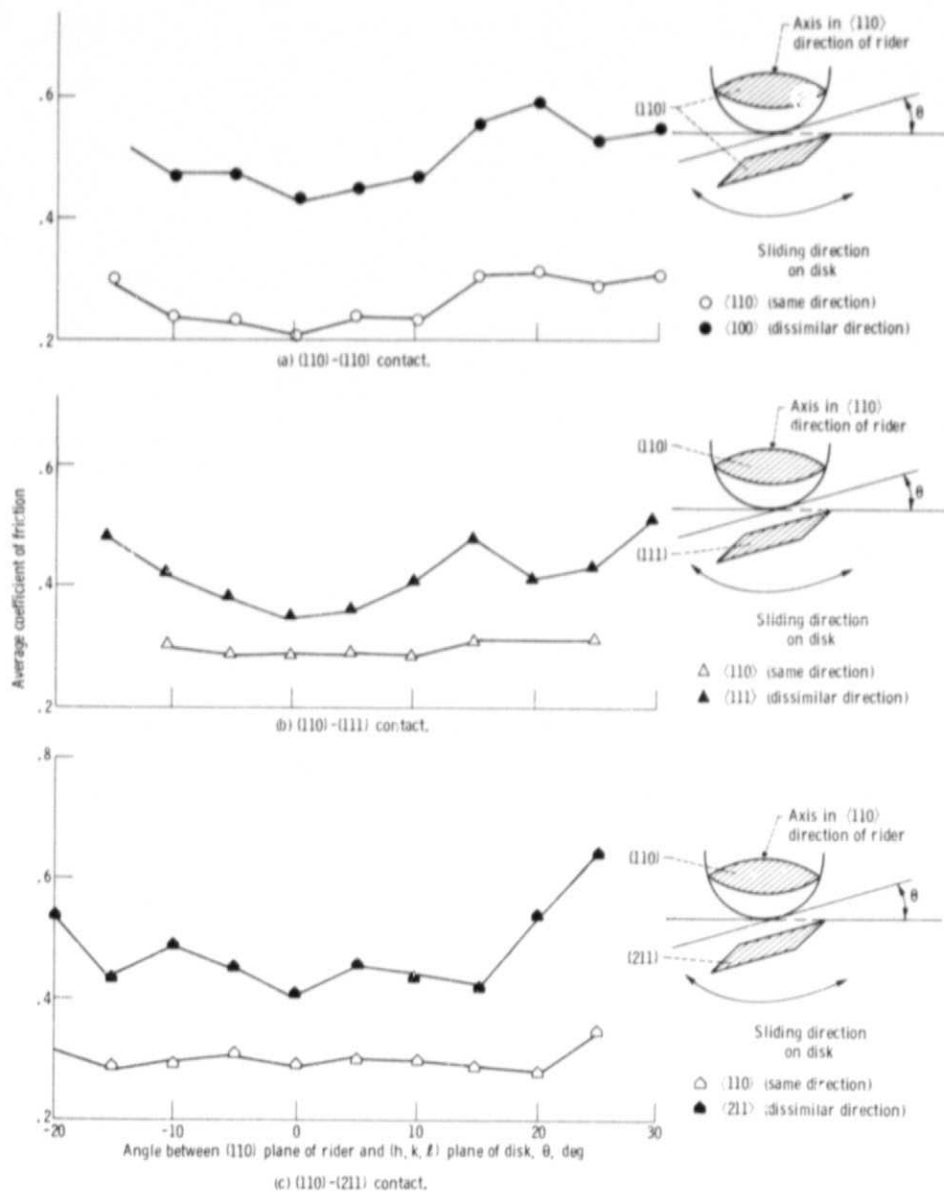 Axis in ⟨110⟩
direction of rider
.6
(110)
θ
.4
Sliding direction
on disk
⟨110⟩ (same direction)
⟨100⟩ (dissimilar direction)
.2
(a) (110)-(110) contact.
Axis in ⟨110⟩
direction of rider
(110)
.6
θ
(111)
.4
Sliding direction
on disk
⟨110⟩ (same direction)
⟨111⟩ (dissimilar direction)
.2
(b) (110)-(111) contact.
Average coefficient of friction
.8
Axis in ⟨110⟩
direction of rider
(110)
.6
θ
(211)
.4
Sliding direction
on disk
⟨110⟩ (same direction)
⟨211⟩ (dissimilar direction)
.2
-20 -10 0 10 20 30
Angle between (110) plane of rider and (h, k, ℓ) plane of disk, θ, deg
(c) (110)-(211) contact.